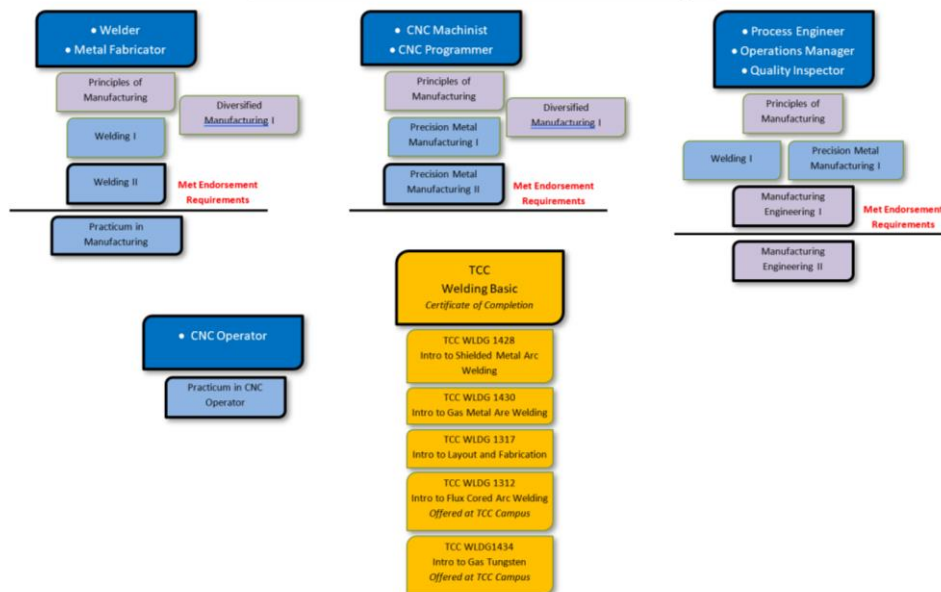 • Welder
• Metal Fabricator
Principles of
Manufacturing
Diversified
Manufacturing I
Welding I
Welding II
Met Endorsement
Requirements
Practicum in
Manufacturing
• CNC Machinist
• CNC Programmer
Principles of
Manufacturing
Diversified
Manufacturing I
Precision Metal
Manufacturing I
Precision Metal
Manufacturing II
Met Endorsement
Requirements
• Process Engineer
• Operations Manager
• Quality Inspector
Principles of
Manufacturing
Welding I
Precision Metal
Manufacturing I
Manufacturing
Engineering I
Met Endorsement
Requirements
Manufacturing
Engineering II
• CNC Operator
Practicum in CNC
Operator
TCC
Welding Basic
Certificate of Completion
TCC WLDG 1428
Intro to Shielded Metal Arc
Welding
TCC WLDG 1430
Intro to Gas Metal Are Welding
TCC WLDG 1317
Intro to Layout and Fabrication
TCC WLDG 1312
Intro to Flux Cored Arc Welding
Offered at TCC Campus
TCC WLDG1434
Intro to Gas Tungsten
Offered at TCC Campus